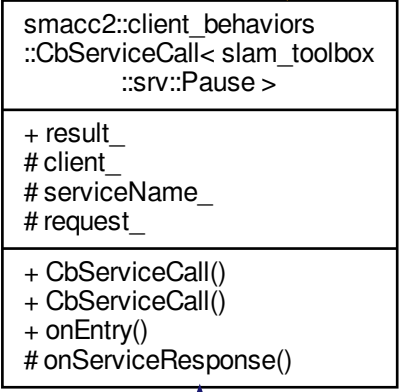 smacc2::client_behaviors
::CbServiceCall< slam_toolbox
::srv::Pause >
+ result_
# client_
# serviceName_
# request_
+ CbServiceCall()
+ CbServiceCall()
+ onEntry()
# onServiceResponse()